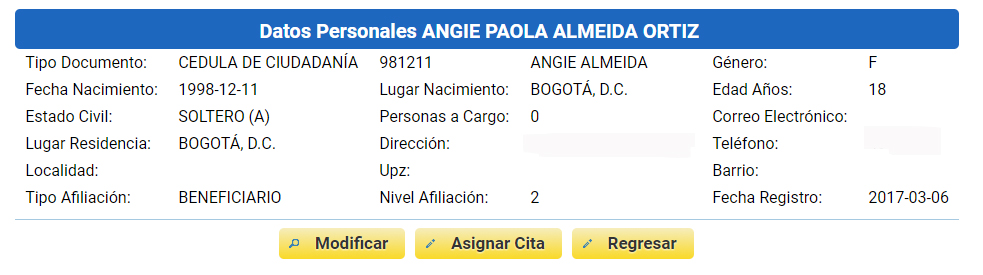 Datos Personales ANGIE PAOLA ALMEIDA ORTIZ
Tipo Documento: CEDULA DE CIUDADANÍA 981211 ANGIE ALMEIDA Género: F
Fecha Nacimiento: 1998-12-11 Lugar Nacimiento: BOGOTÁ, D.C. Edad Años: 18
Estado Civil: SOLTERO (A) Personas a Cargo: 0 Correo Electrónico:
Lugar Residencia: BOGOTÁ, D.C. Dirección: Teléfono:
Localidad: Upz: Barrio:
Tipo Afiliación: BENEFICIARIO Nivel Afiliación: 2 Fecha Registro: 2017-03-06
Modificar Asignar Cita Regresar